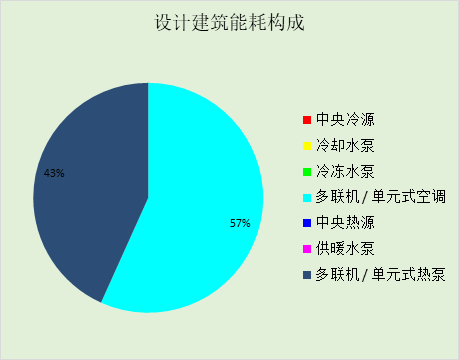 设计建筑能耗构成
43%
57%
中央冷源
冷却水泵
冷冻水泵
多联机/单元式空调
中央热源
供暖水泵
多联机/单元式热泵